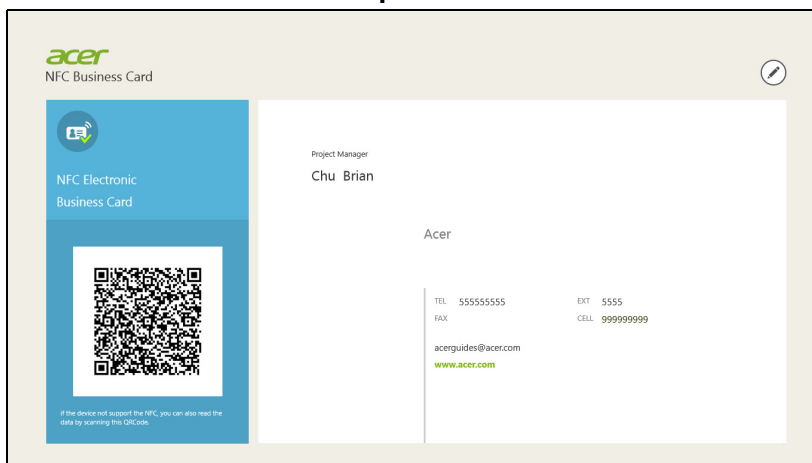 acer
NFC Business Card
NFC Electronic
Business Card
If the device not support the NFC, you can also read the
data by scanning this QRCode.
Project Manager
Chu Brian
Acer
TEL 555555555 EXT 5555
FAX CELL 999999999
acerguides@acer.com
www.acer.com